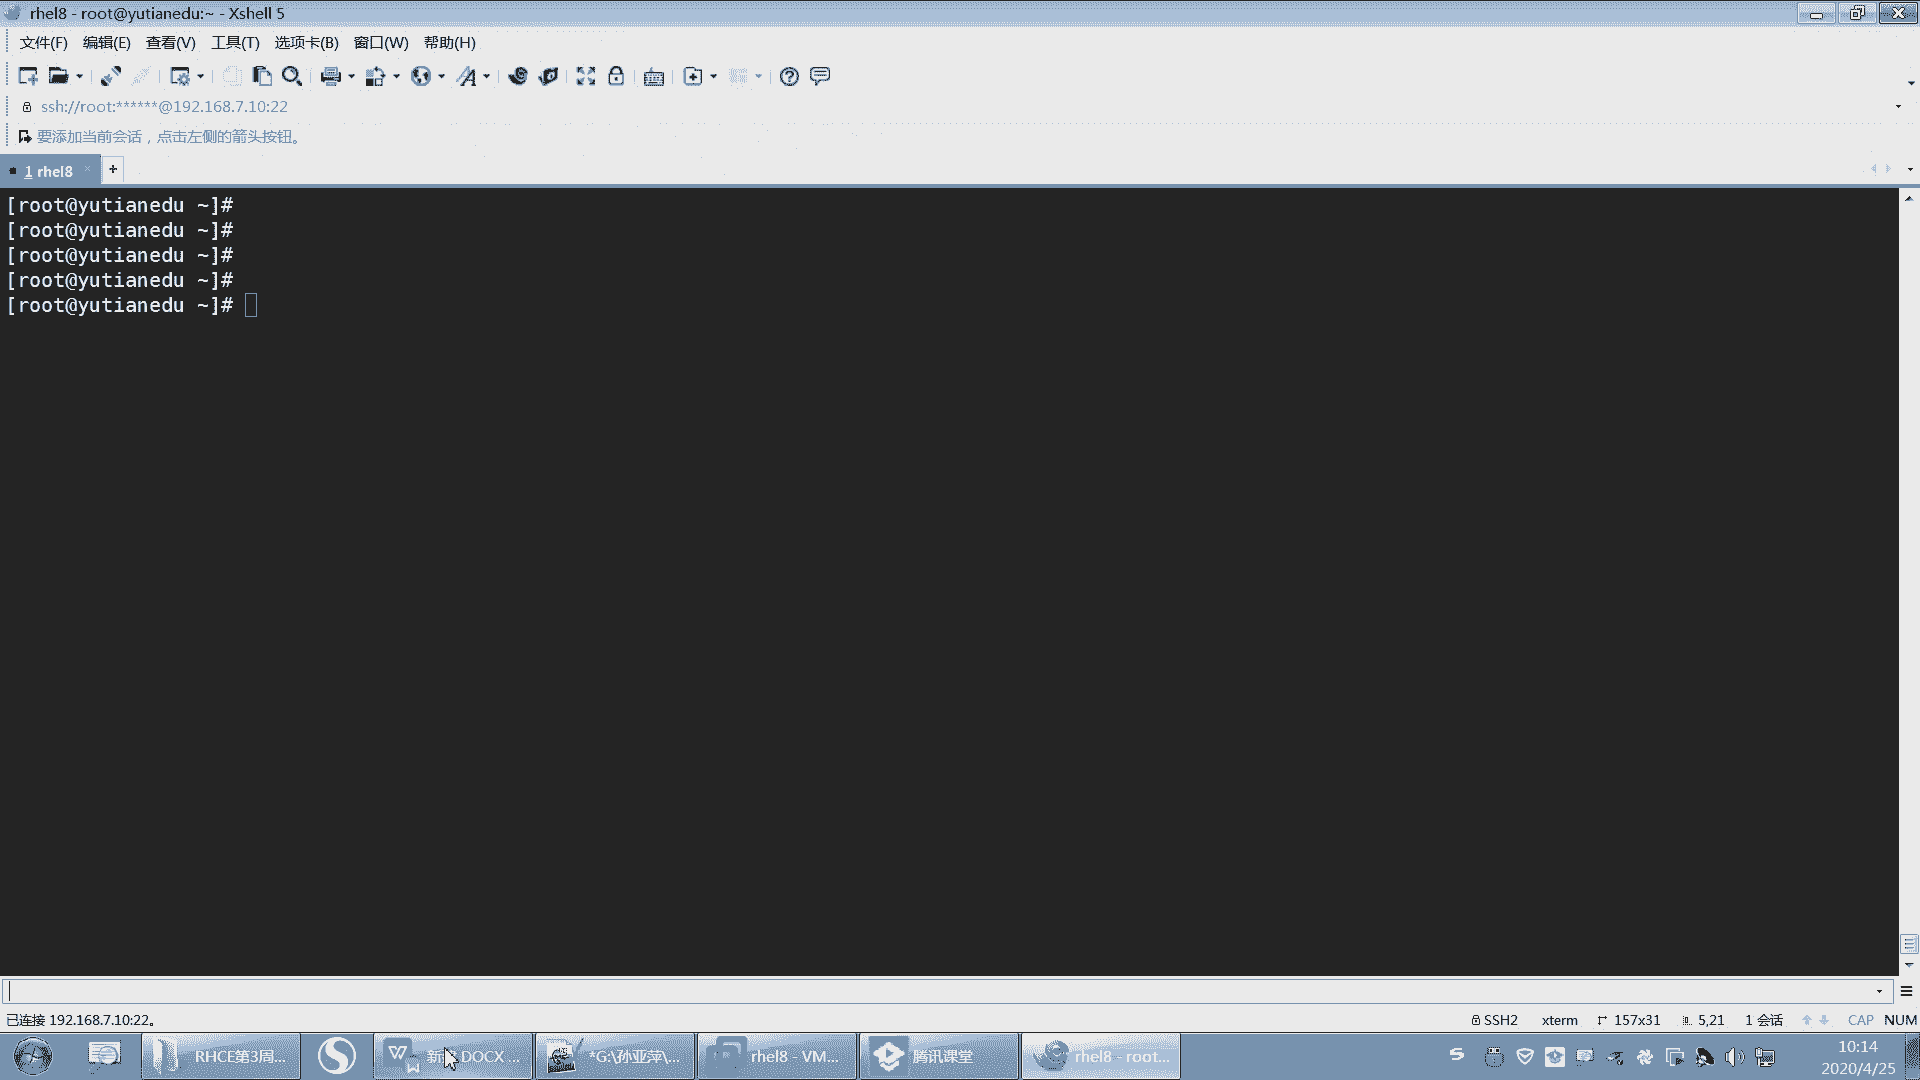 rhel8 - root@yutianedu:~ - Xshell 5
文件(F) 编辑(E) 查看(V) 工具(T) 选项卡(B) 窗口(W) 帮助(H)
ssh://root:******@192.168.7.10:22
要添加当前会话，点击左侧的箭头按钮。
1 rhel8
[root@yutianedu ~]#
[root@yutianedu ~]#
[root@yutianedu ~]#
[root@yutianedu ~]#
[root@yutianedu ~]#
已连接 192.168.7.10:22。 SSH2 xterm 157x31 5,21 1 会话 CAP NUM
RHCE第3周... 新 DOCX ... *G:\孙亚萍\... rhel8 - VM... 腾讯课堂 rhel8 - root... 10:14
2020/4/25